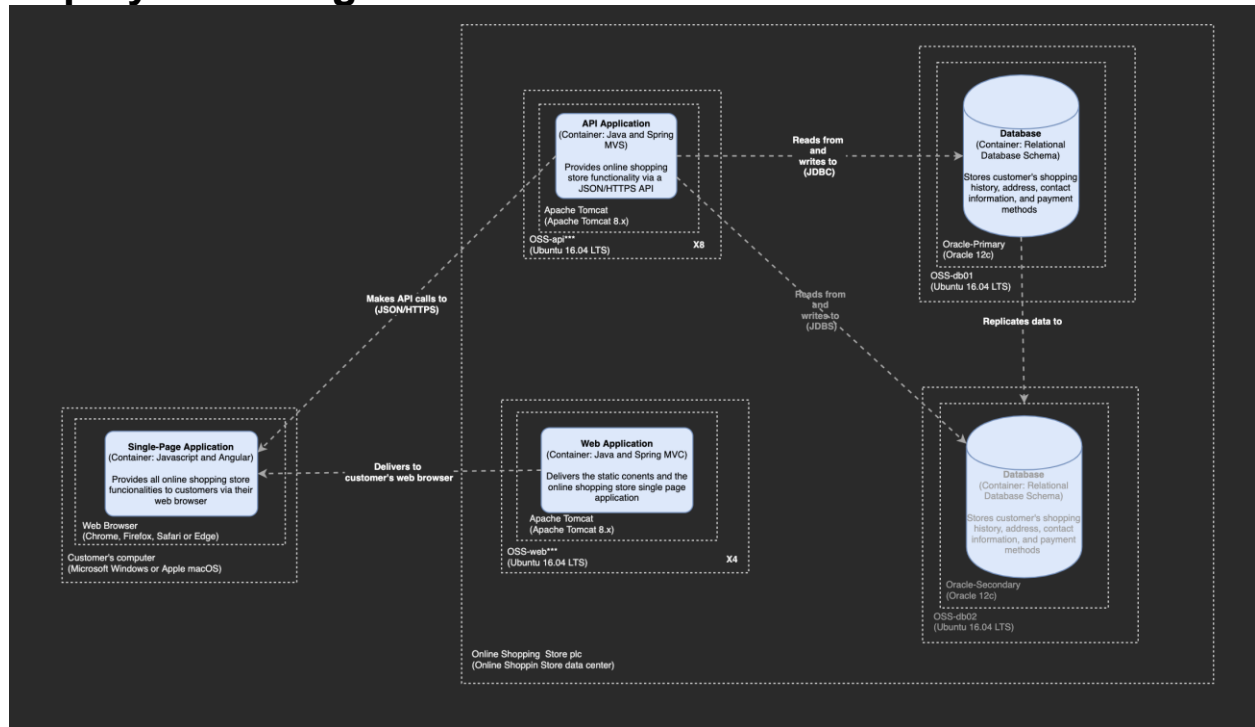 API Application
(Container: Java and Spring
MVS)
Provides online shopping
store functionality via a
JSON/HTTPS API
Apache Tomcat
(Apache Tomcat 8.x)
OSS-api***
(Ubuntu 16.04 LTS)
X8
Reads from
and
writes to
(JDBC)
Database
(Container: Relational
Database Schema)
Stores customer's shopping
history, address, contact
information, and payment
methods
Oracle-Primary
(Oracle 12c)
OSS-db01
(Ubuntu 16.04 LTS)
Makes API calls to
(JSON/HTTPS)
Reads from
and
writes to
(JDBS)
Replicates data to
Single-Page Application
(Container: Javascript and Angular)
Provides all online shopping store
funcionalities to customers via their
web browser
Web Browser
(Chrome, Firefox, Safari or Edge)
Customer's computer
(Microsoft Windows or Apple macOS)
Delivers to
customer's web browser
Web Application
(Container: Java and Spring MVC)
Delivers the static conents and the
online shopping store single page
application
Apache Tomcat
(Apache Tomcat 8.x)
OSS-web***
(Ubuntu 16.04 LTS)
X4
Database
(Container: Relational
Database Schema)
Stores customer's shopping
history, address, contact
information, and payment
methods
Oracle-Secondary
(Oracle 12c)
OSS-db02
(Ubuntu 16.04 LTS)
Online Shopping Store plc
(Online Shoppin Store data center)